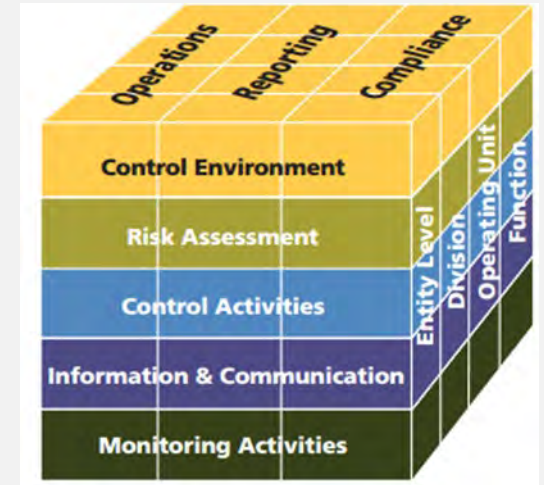 Operations
Reporting
Compliance
Control Environment
Risk Assessment
Control Activities
Information & Communication
Monitoring Activities
Entity Level
Division
Operating Unit
Function